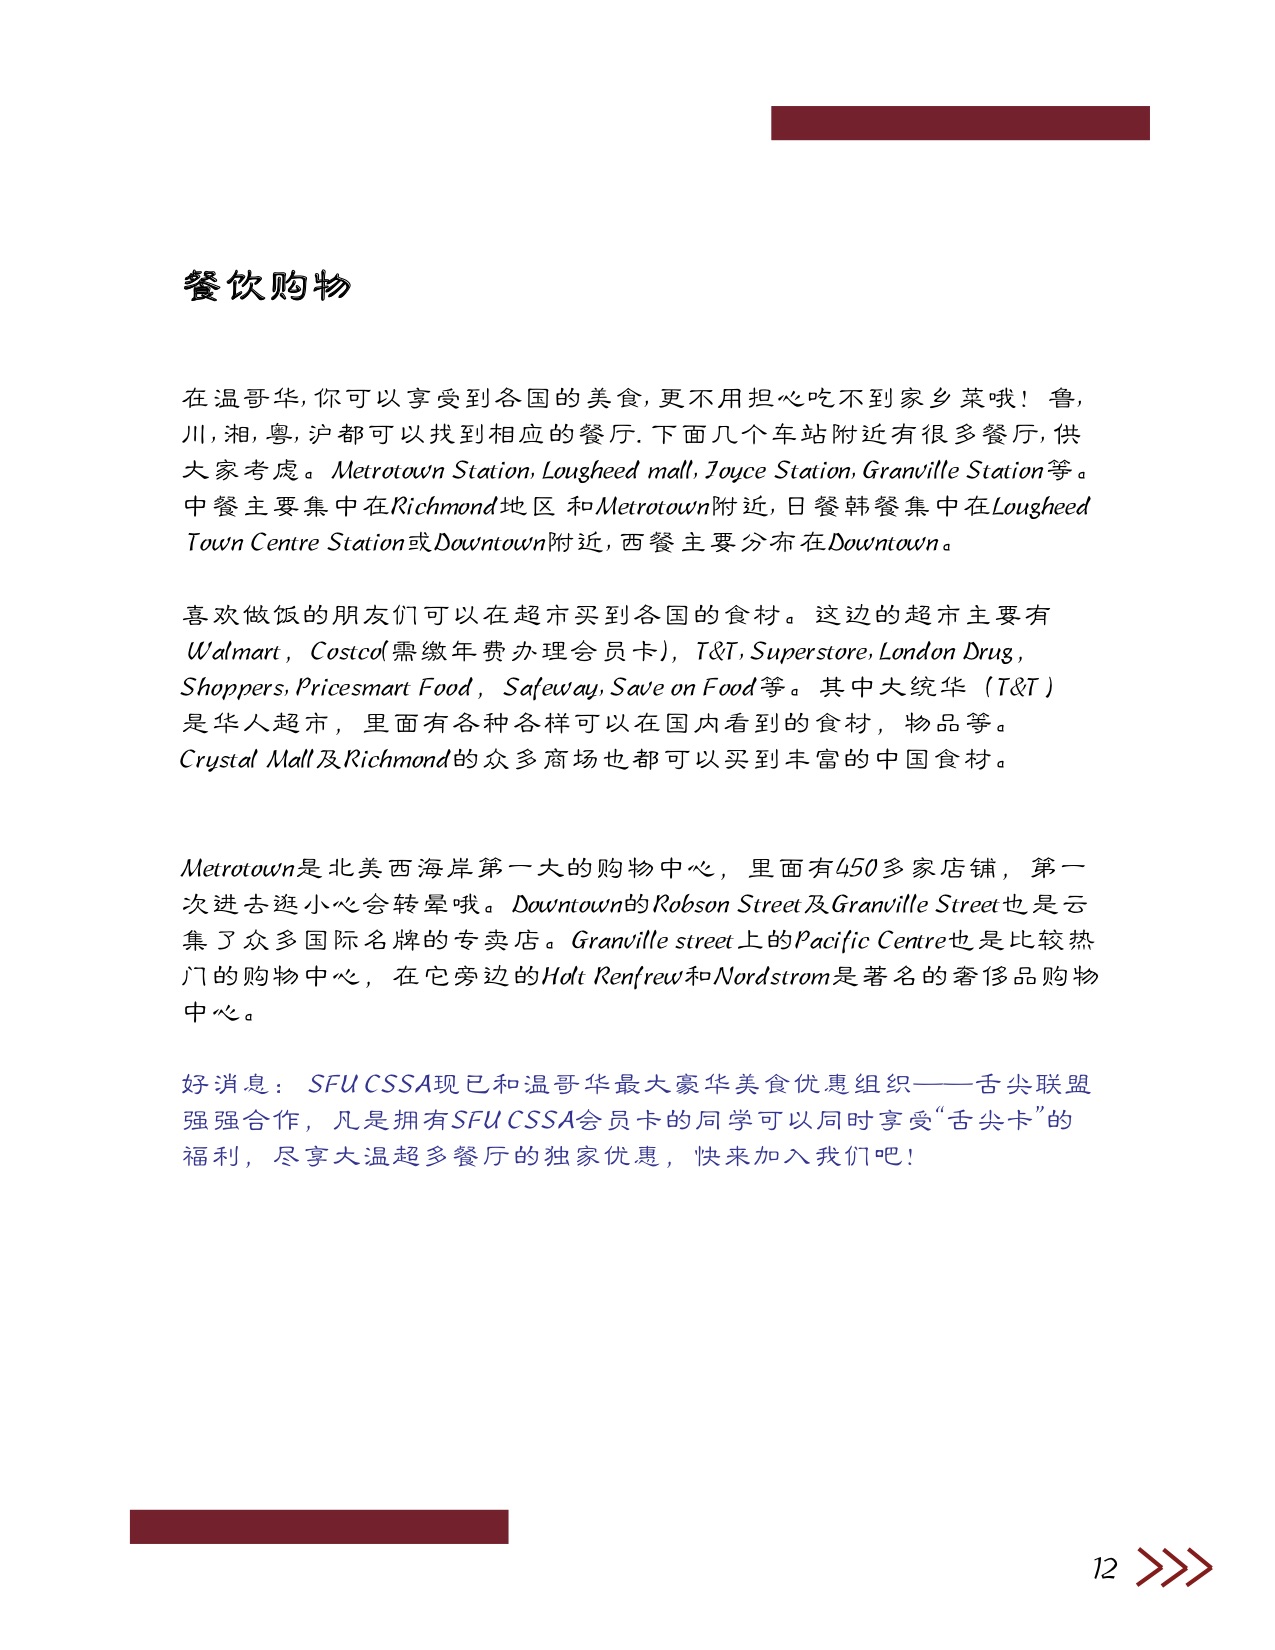 餐饮购物
在温哥华,你可以享受到各国的美食,更不用担心吃不到家乡菜哦！鲁,
川,湘,粤,沪都可以找到相应的餐厅.下面几个车站附近有很多餐厅,供
大家考虑。Metrotown Station, Lougheed mall, Joyce Station, Granville Station等。
中餐主要集中在Richmond地区 和Metrotown附近,日餐韩餐集中在Lougheed
Town Centre Station或Downtown附近,西餐主要分布在Downtown。
喜欢做饭的朋友们可以在超市买到各国的食材。这边的超市主要有
Walmart，Costco(需缴年费办理会员卡)，T&T, Superstore, London Drug，
Shoppers, Pricesmart Food，Safeway, Save on Food等。其中大统华（T&T）
是华人超市，里面有各种各样可以在国内看到的食材，物品等。
Crystal Mall及Richmond的众多商场也都可以买到丰富的中国食材。
Metrotown是北美西海岸第一大的购物中心，里面有450多家店铺，第一
次进去逛小心会转晕哦。Downtown的Robson Street及Granville Street也是云
集了众多国际名牌的专卖店。Granville street上的Pacific Centre也是比较热
门的购物中心，在它旁边的Holt Renfrew和Nordstrom是著名的奢侈品购物
中心。
好消息：SFU CSSA现已和温哥华最大豪华美食优惠组织——舌尖联盟
强强合作，凡是拥有SFU CSSA会员卡的同学可以同时享受“舌尖卡”的
福利，尽享大温超多餐厅的独家优惠，快来加入我们吧！
12